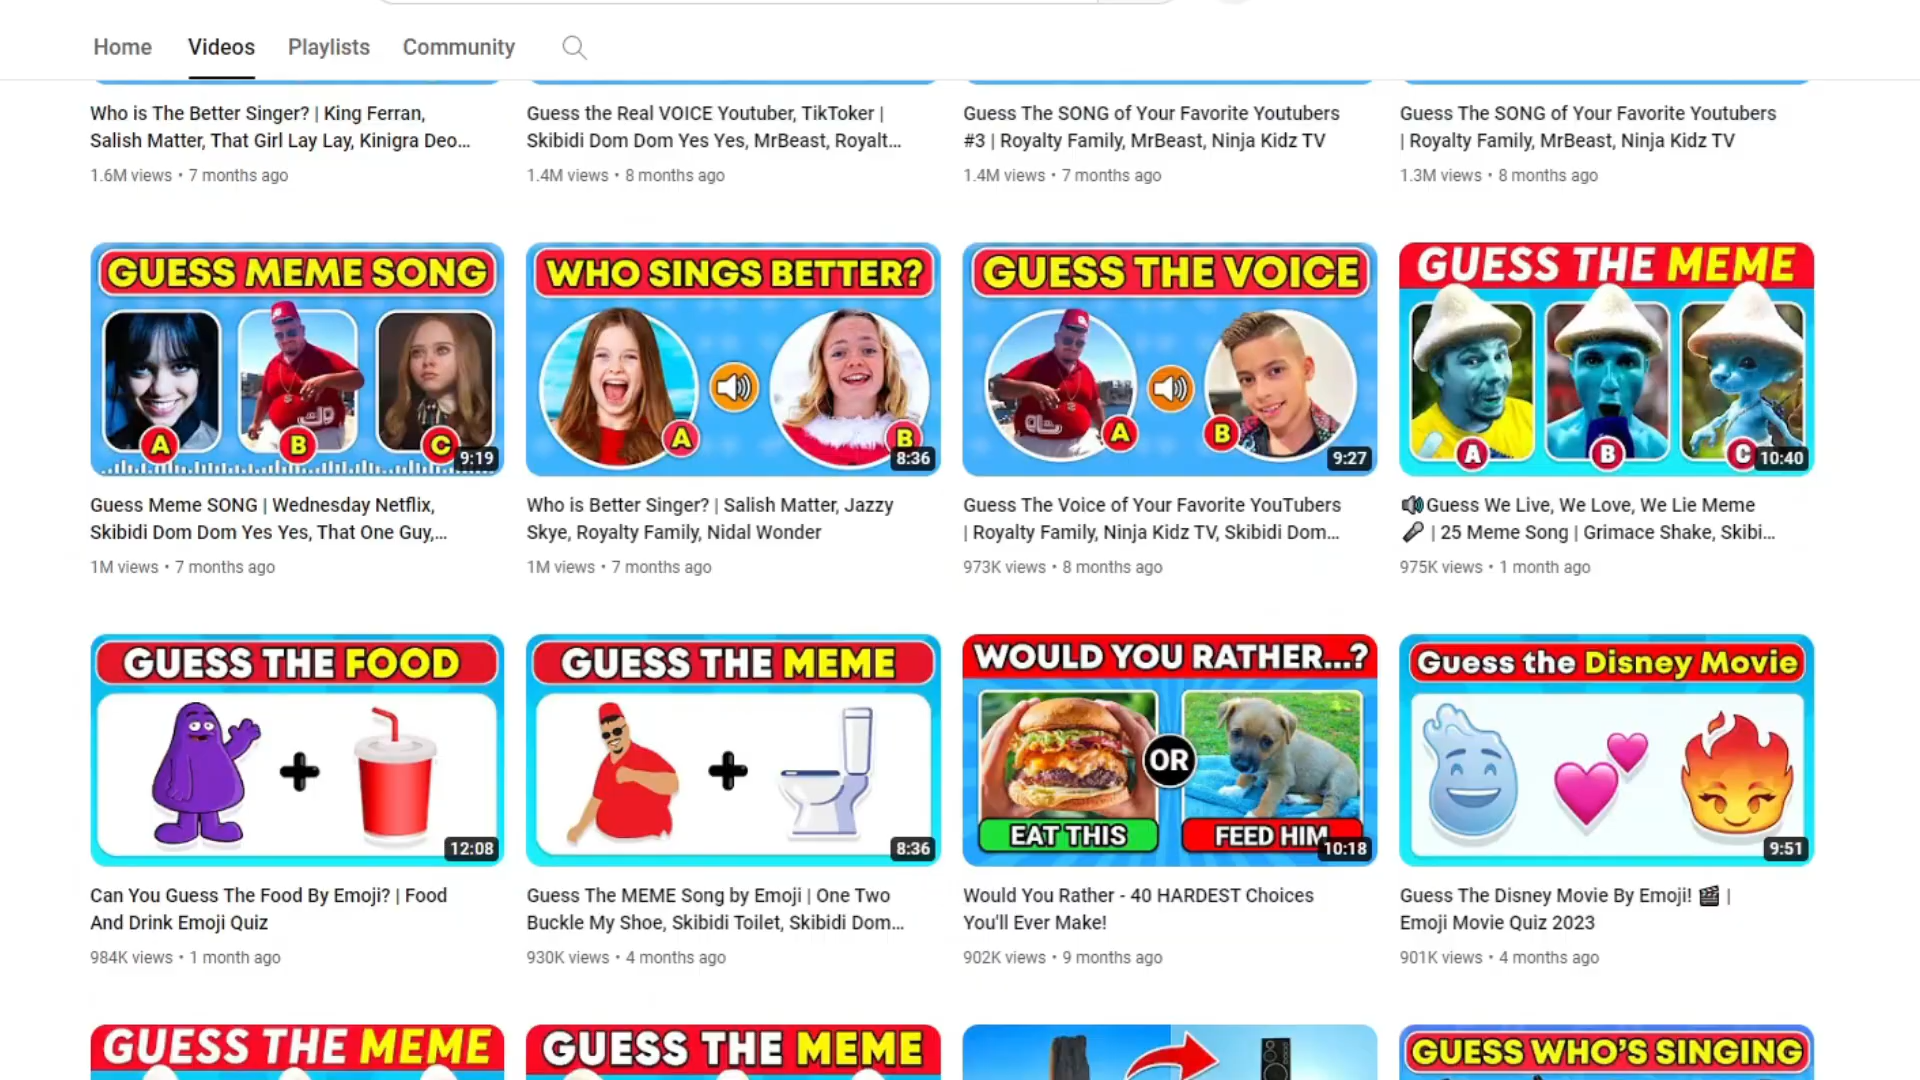 Home Videos Playlists Community
Who is The Better Singer? | King Ferran,
Salish Matter, That Girl Lay Lay, Kinigra Deo...
1.6M views • 7 months ago
Guess the Real VOICE Youtuber, TikToker |
Skibidi Dom Dom Yes Yes, MrBeast, Royalt...
1.4M views • 8 months ago
Guess The SONG of Your Favorite Youtubers
#3 | Royalty Family, MrBeast, Ninja Kidz TV
1.4M views • 7 months ago
Guess The SONG of Your Favorite Youtubers
| Royalty Family, MrBeast, Ninja Kidz TV
1.3M views • 8 months ago
GUESS MEME SONG
A B C 9:19
Guess Meme SONG | Wednesday Netflix,
Skibidi Dom Dom Yes Yes, That One Guy,...
1M views • 7 months ago
WHO SINGS BETTER?
A B 8:36
Who is Better Singer? | Salish Matter, Jazzy
Skye, Royalty Family, Nidal Wonder
1M views • 7 months ago
GUESS THE VOICE
A B 9:27
Guess The Voice of Your Favorite YouTubers
| Royalty Family, Ninja Kidz TV, Skibidi Dom...
973K views • 8 months ago
GUESS THE MEME
A B C 10:40
🔊Guess We Live, We Love, We Lie Meme
🎤 | 25 Meme Song | Grimace Shake, Skibi...
975K views • 1 month ago
GUESS THE FOOD
12:08
Can You Guess The Food By Emoji? | Food
And Drink Emoji Quiz
984K views • 1 month ago
GUESS THE MEME
8:36
Guess The MEME Song by Emoji | One Two
Buckle My Shoe, Skibidi Toilet, Skibidi Dom...
930K views • 4 months ago
WOULD YOU RATHER...?
OR
EAT THIS FEED HIM
10:18
Would You Rather - 40 HARDEST Choices
You'll Ever Make!
902K views • 9 months ago
Guess the Disney Movie
9:51
Guess The Disney Movie By Emoji! 🎬 |
Emoji Movie Quiz 2023
901K views • 4 months ago
GUESS THE MEME
GUESS THE MEME
GUESS WHO'S SINGING